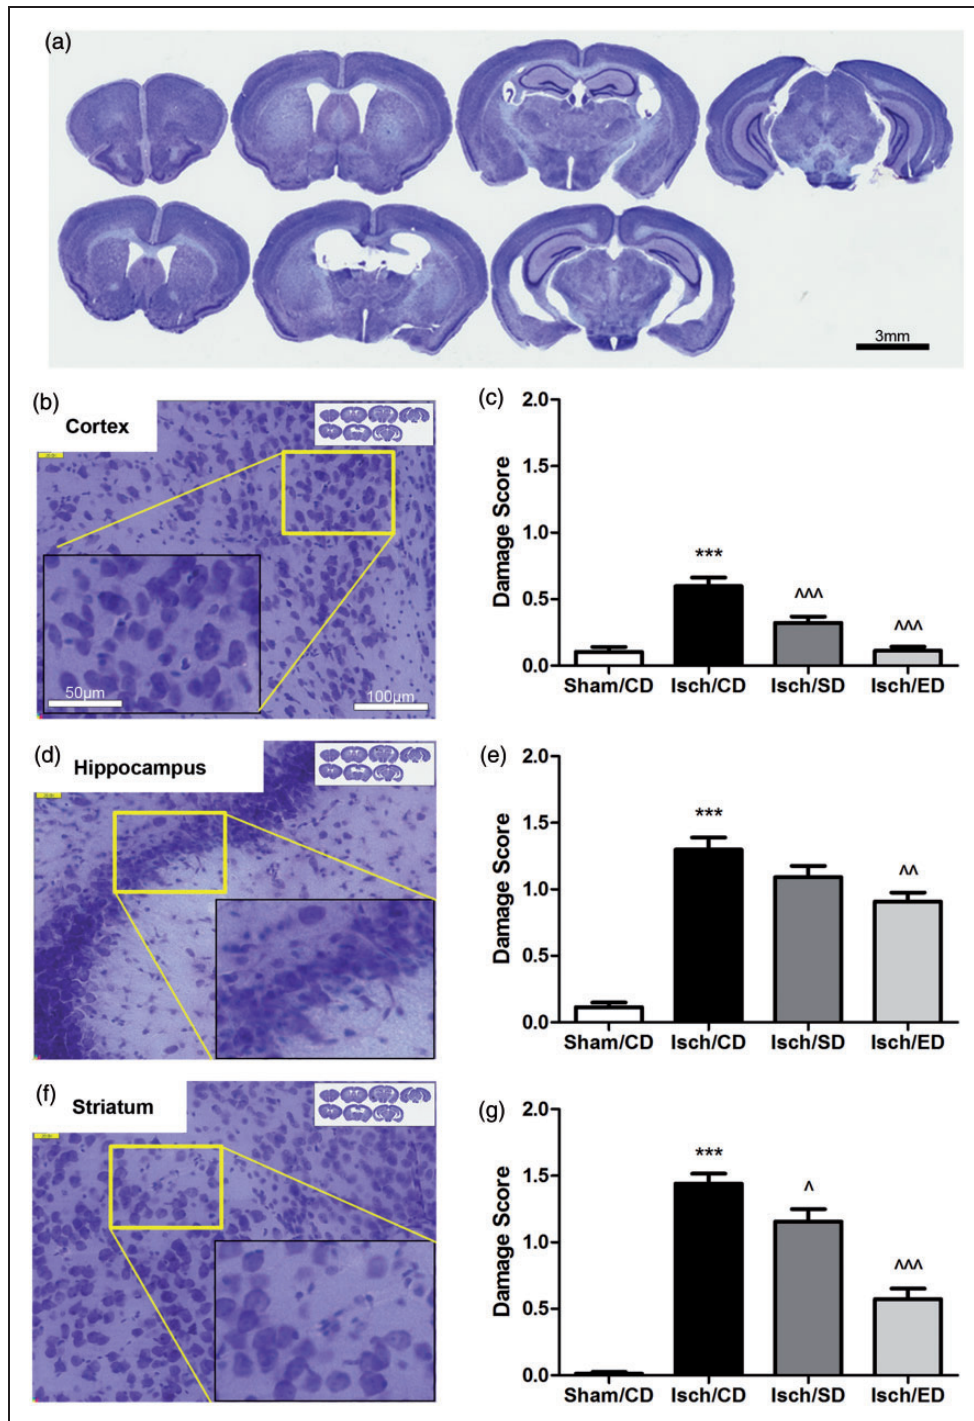 (a)
3mm
(b)
Cortex
50µm
100µm
(c)
2.0
1.5
1.0
0.5
0.0
Damage Score
***
^^^
^^^
Sham/CD Isch/CD Isch/SD Isch/ED
(d)
Hippocampus
(e)
2.0
1.5
1.0
0.5
0.0
Damage Score
***
^^
Sham/CD Isch/CD Isch/SD Isch/ED
(f)
Striatum
(g)
2.0
1.5
1.0
0.5
0.0
Damage Score
***
^
^^^
Sham/CD Isch/CD Isch/SD Isch/ED